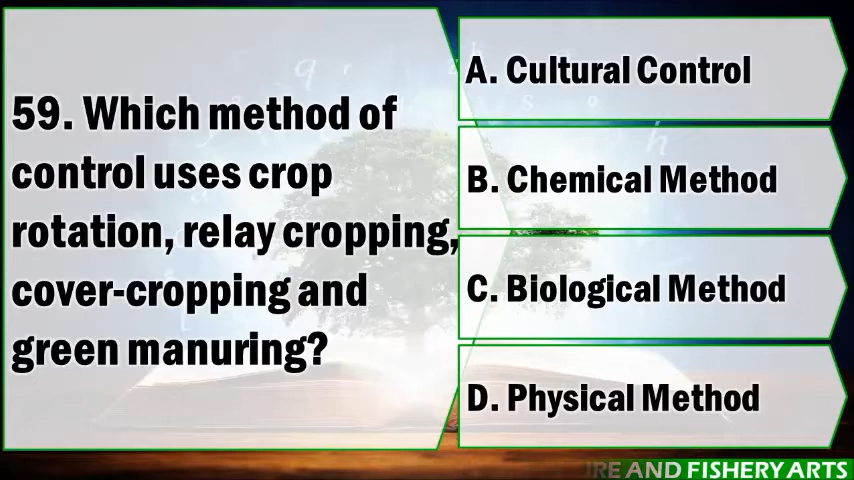 59. Which method of
control uses crop
rotation, relay cropping,
cover-cropping and
green manuring?
A. Cultural Control
B. Chemical Method
C. Biological Method
D. Physical Method
AND FISHERY ARTS